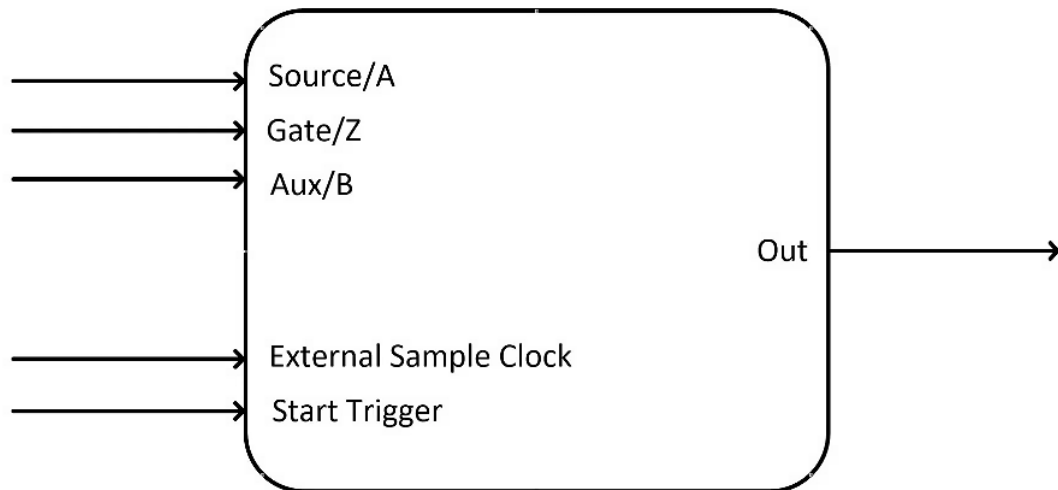 Source/A
Gate/Z
Aux/B
Out
External Sample Clock
Start Trigger